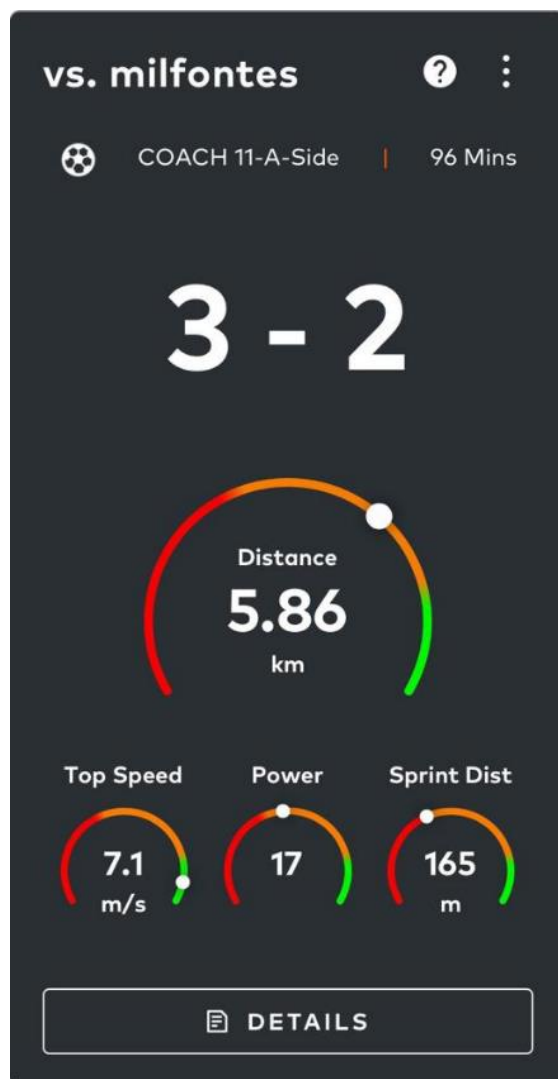 vs. milfontes ?
COACH 11-A-Side | 96 Mins
3 - 2
Distance
5.86
km
Top Speed Power Sprint Dist
7.1 17 165
m/s m
DETAILS